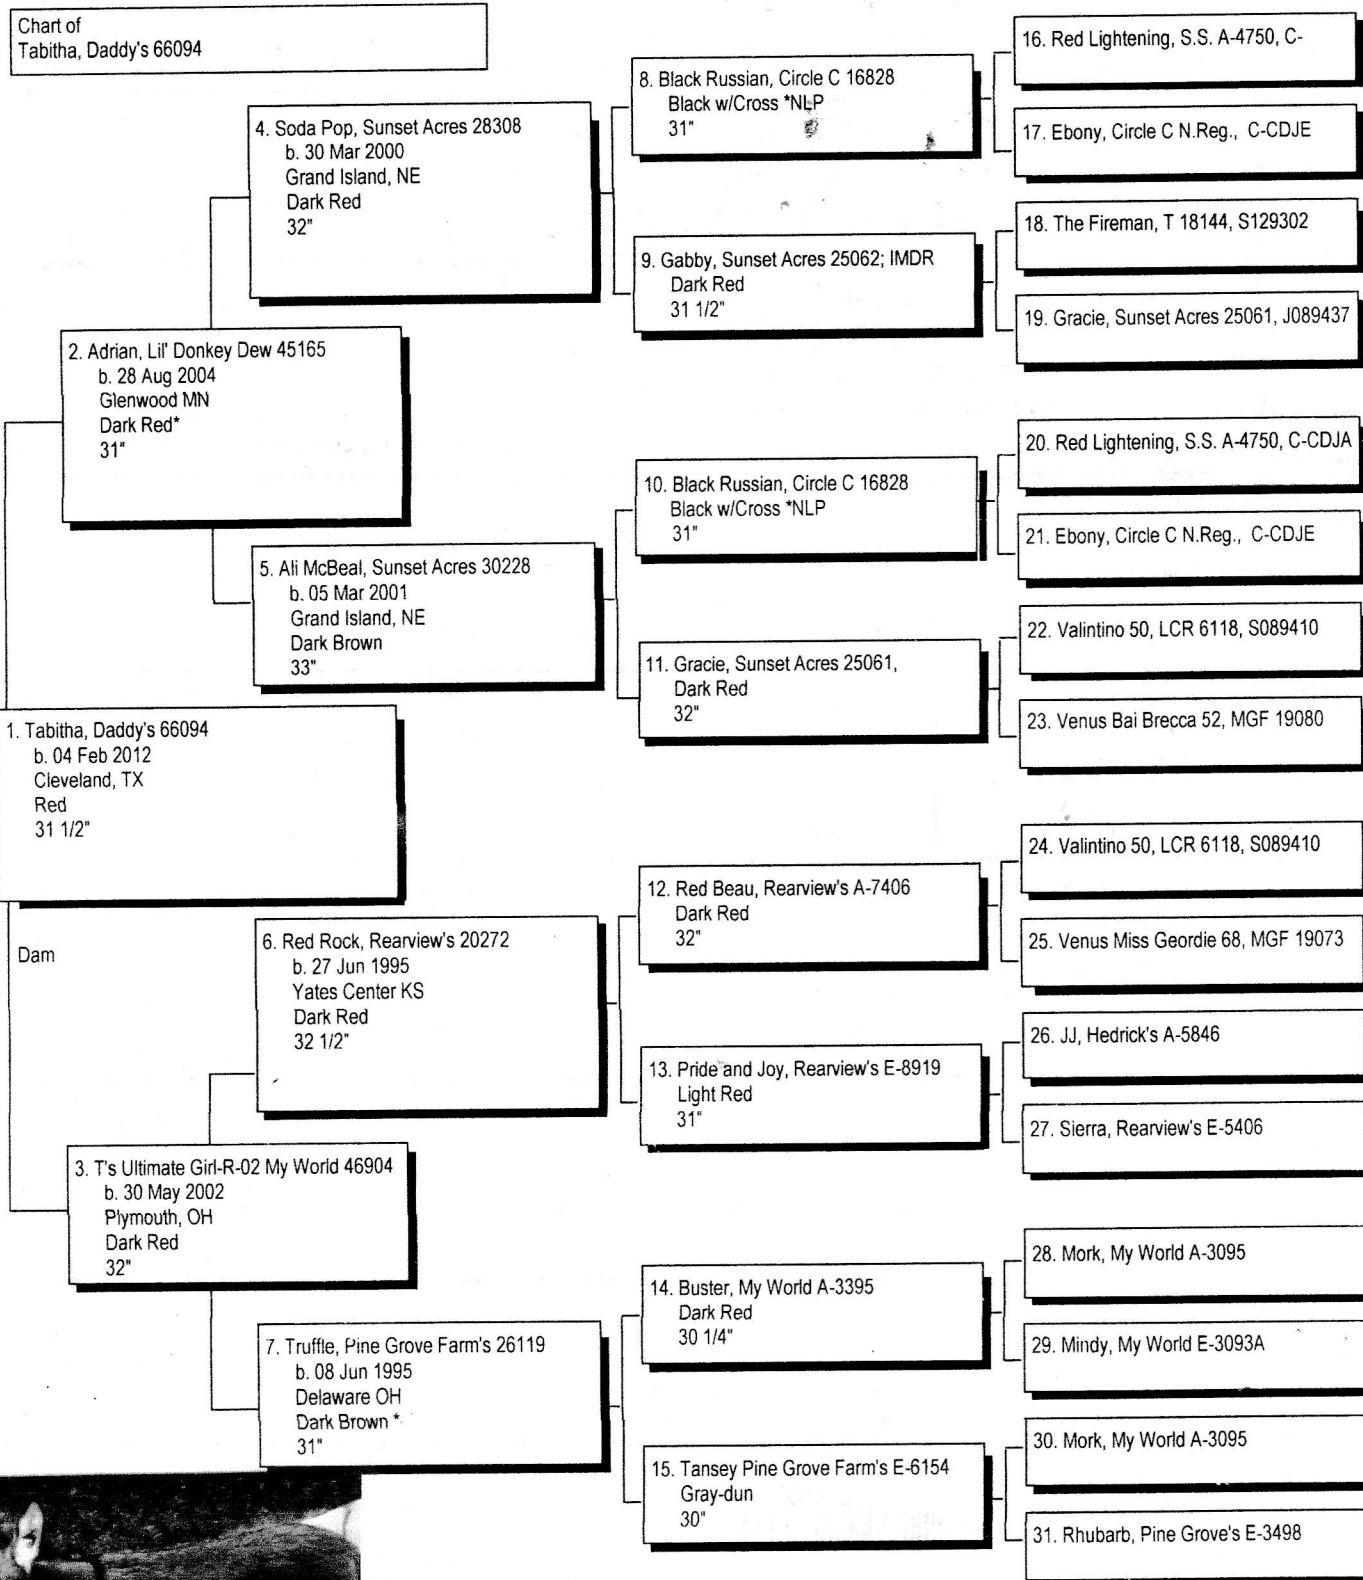 Chart of
Tabitha, Daddy's 66094
1. Tabitha, Daddy's 66094
b. 04 Feb 2012
Cleveland, TX
Red
31 1/2"
Dam
2. Adrian, Lil' Donkey Dew 45165
b. 28 Aug 2004
Glenwood MN
Dark Red*
31"
3. T's Ultimate Girl-R-02 My World 46904
b. 30 May 2002
Plymouth, OH
Dark Red
32"
4. Soda Pop, Sunset Acres 28308
b. 30 Mar 2000
Grand Island, NE
Dark Red
32"
5. Ali McBeal, Sunset Acres 30228
b. 05 Mar 2001
Grand Island, NE
Dark Brown
33"
6. Red Rock, Rearview's 20272
b. 27 Jun 1995
Yates Center KS
Dark Red
32 1/2"
7. Truffle, Pine Grove Farm's 26119
b. 08 Jun 1995
Delaware OH
Dark Brown *
31"
8. Black Russian, Circle C 16828
Black w/Cross *NLP
31"
9. Gabby, Sunset Acres 25062; IMDR
Dark Red
31 1/2"
10. Black Russian, Circle C 16828
Black w/Cross *NLP
31"
11. Gracie, Sunset Acres 25061,
Dark Red
32"
12. Red Beau, Rearview's A-7406
Dark Red
32"
13. Pride and Joy, Rearview's E-8919
Light Red
31"
14. Buster, My World A-3395
Dark Red
30 1/4"
15. Tansey Pine Grove Farm's E-6154
Gray-dun
30"
16. Red Lightening, S.S. A-4750, C-
17. Ebony, Circle C N.Reg., C-CDJE
18. The Fireman, T 18144, S129302
19. Gracie, Sunset Acres 25061, J089437
20. Red Lightening, S.S. A-4750, C-CDJA
21. Ebony, Circle C N.Reg., C-CDJE
22. Valintino 50, LCR 6118, S089410
23. Venus Bai Brecca 52, MGF 19080
24. Valintino 50, LCR 6118, S089410
25. Venus Miss Geordie 68, MGF 19073
26. JJ, Hedrick's A-5846
27. Sierra, Rearview's E-5406
28. Mork, My World A-3095
29. Mindy, My World E-3093A
30. Mork, My World A-3095
31. Rhubarb, Pine Grove's E-3498